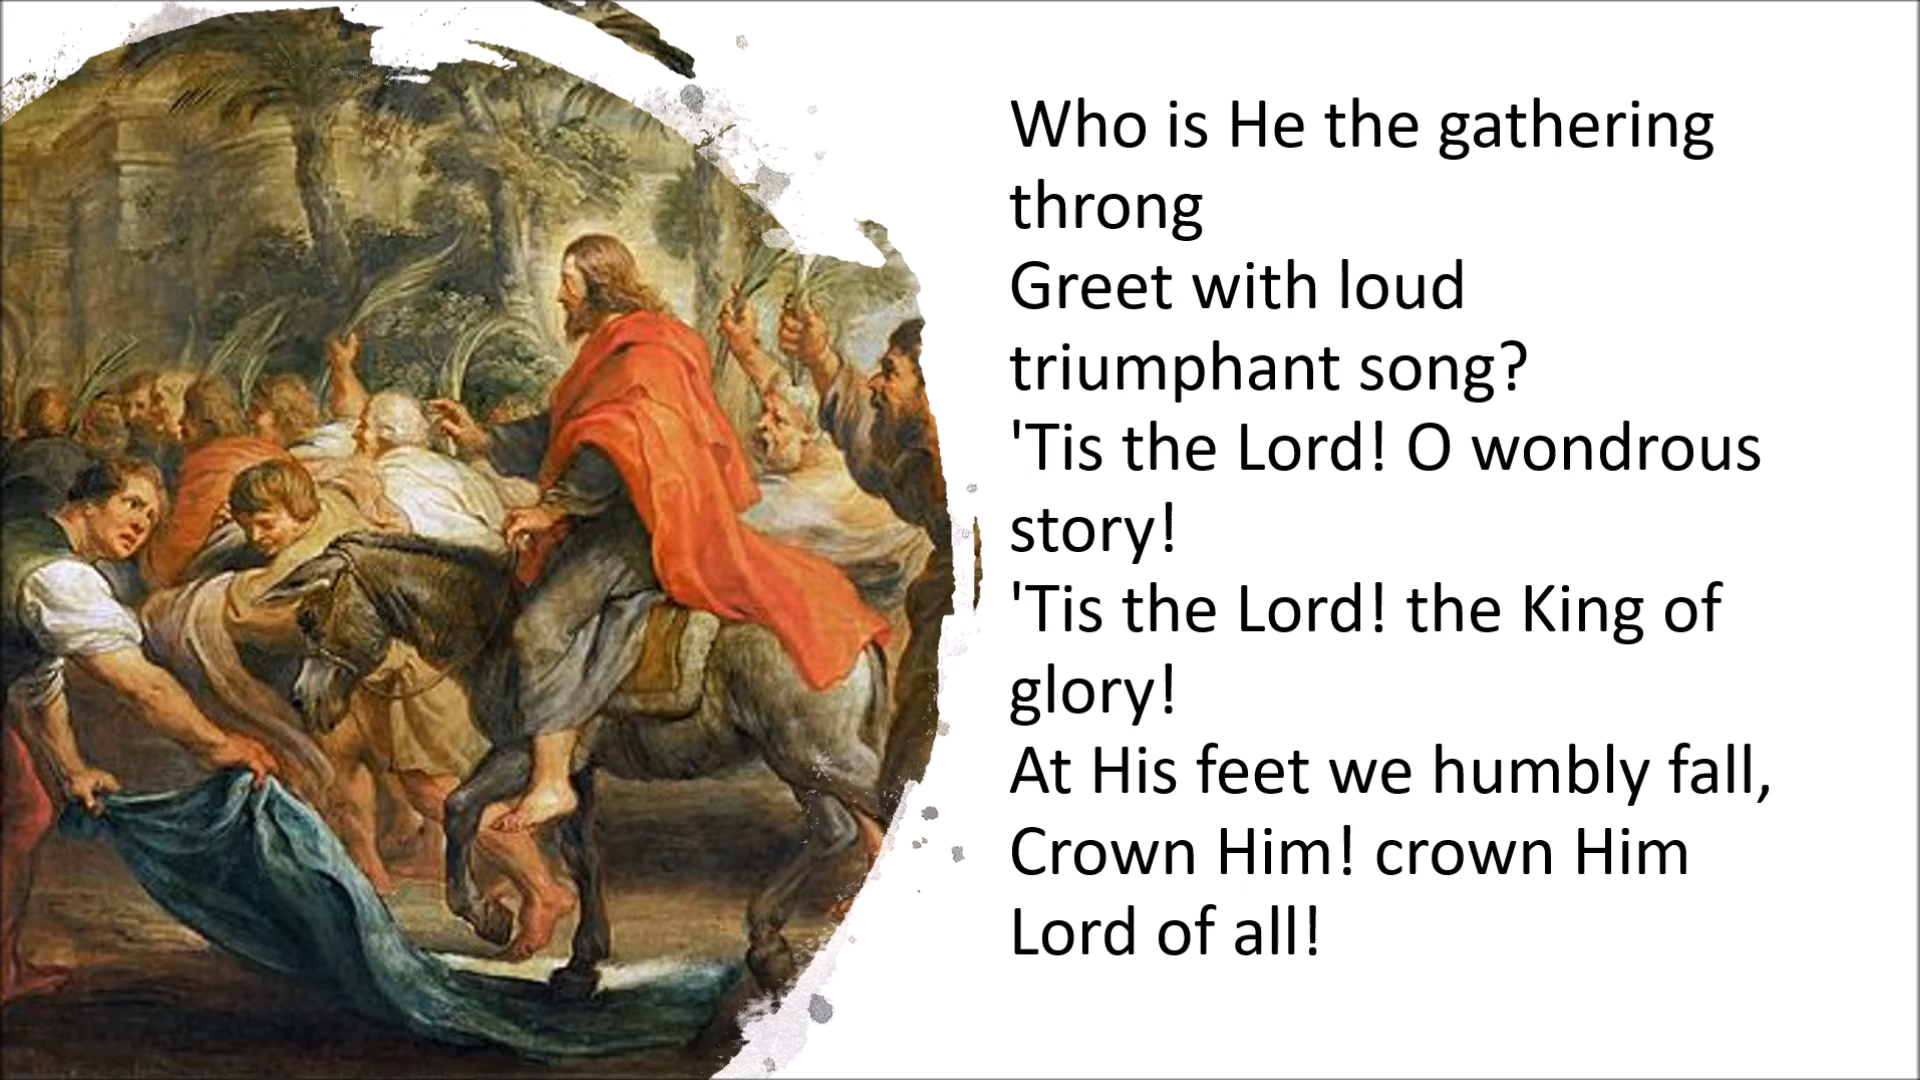 Who is He the gathering
throng
Greet with loud
triumphant song?
'Tis the Lord! O wondrous
story!
'Tis the Lord! the King of
glory!
At His feet we humbly fall,
Crown Him! crown Him
Lord of all!